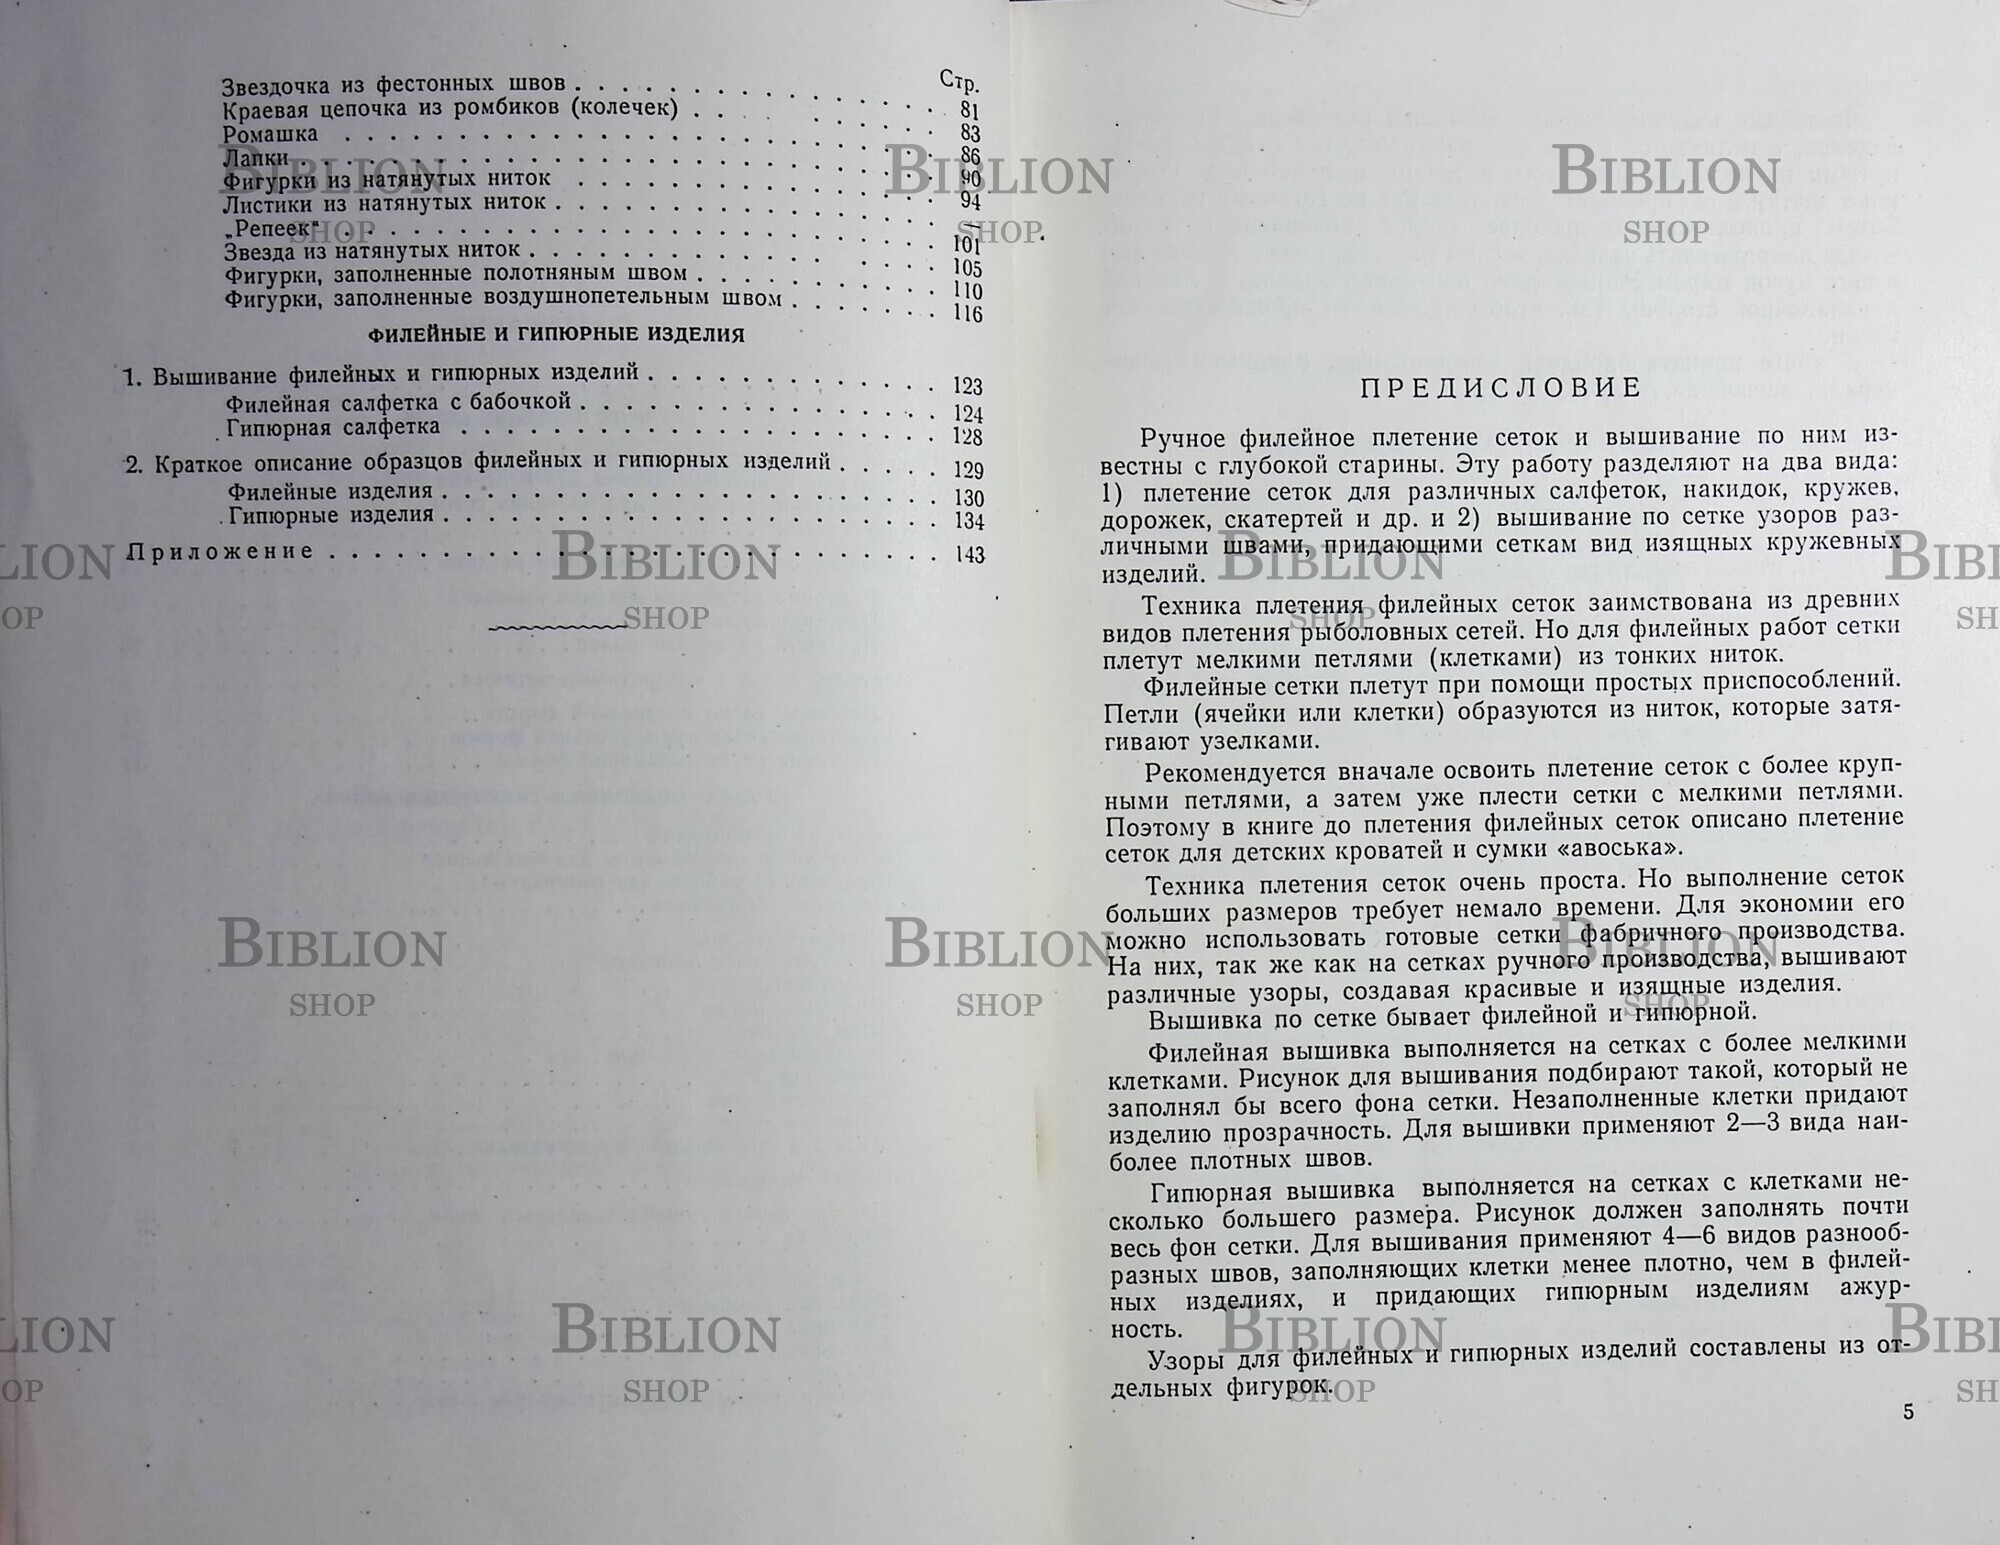 Стр.
Звездочка из фестонных швов . . . . . . . . . . . . . . . 81
Краевая цепочка из ромбиков (колечек) . . . . . . . . . . . 83
Ромашка . . . . . . . . . . . . . . . . . . . . . . 86
Лапки . . . . . . . . . . . . . . . . . . . . . . . 90
Фигурки из натянутых ниток . . . . . . . . . . . . . . . 94
Листики из натянутых ниток . . . . . . . . . . . . . . . —
„Репеек“ . . . . . . . . . . . . . . . . . . . . . . 101
Звезда из натянутых ниток . . . . . . . . . . . . . . . . 105
Фигурки, заполненные полотняным швом . . . . . . . . . . 110
Фигурки, заполненные воздушнопетельным швом . . . . . . 116
ФИЛЕЙНЫЕ И ГИПЮРНЫЕ ИЗДЕЛИЯ
1. Вышивание филейных и гипюрных изделий . . . . . . . . . . . . 123
Филейная салфетка с бабочкой . . . . . . . . . . . . . . 124
Гипюрная салфетка . . . . . . . . . . . . . . . . . . 128
2. Краткое описание образцов филейных и гипюрных изделий . . . . . 129
Филейные изделия . . . . . . . . . . . . . . . . . . . 130
Гипюрные изделия . . . . . . . . . . . . . . . . . . . 134
Приложение . . . . . . . . . . . . . . . . . . . . . . . 143
ПРЕДИСЛОВИЕ
Ручное филейное плетение сеток и вышивание по ним из-
вестны с глубокой старины. Эту работу разделяют на два вида:
1) плетение сеток для различных салфеток, накидок, кружев,
дорожек, скатертей и др. и 2) вышивание по сетке узоров раз-
личными швами, придающими сеткам вид изящных кружевных
изделий.
Техника плетения филейных сеток заимствована из древних
видов плетения рыболовных сетей. Но для филейных работ сетки
плетут мелкими петлями (клетками) из тонких ниток.
Филейные сетки плетут при помощи простых приспособлений.
Петли (ячейки или клетки) образуются из ниток, которые затя-
гивают узелками.
Рекомендуется вначале освоить плетение сеток с более круп-
ными петлями, а затем уже плести сетки с мелкими петлями.
Поэтому в книге до плетения филейных сеток описано плетение
сеток для детских кроватей и сумки «авоська».
Техника плетения сеток очень проста. Но выполнение сеток
больших размеров требует немало времени. Для экономии его
можно использовать готовые сетки фабричного производства.
На них, так же как на сетках ручного производства, вышивают
различные узоры, создавая красивые и изящные изделия.
Вышивка по сетке бывает филейной и гипюрной.
Филейная вышивка выполняется на сетках с более мелкими
клетками. Рисунок для вышивания подбирают такой, который не
заполнял бы всего фона сетки. Незаполненные клетки придают
изделию прозрачность. Для вышивки применяют 2—3 вида наи-
более плотных швов.
Гипюрная вышивка выполняется на сетках с клетками не-
сколько большего размера. Рисунок должен заполнять почти
весь фон сетки. Для вышивания применяют 4—6 видов разнооб-
разных швов, заполняющих клетки менее плотно, чем в филей-
ных изделиях, и придающих гипюрным изделиям ажур-
ность.
Узоры для филейных и гипюрных изделий составлены из от-
дельных фигурок.
5
BIBLION
SHOP